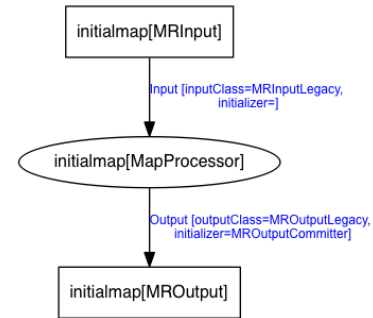 initialmap[MRInput]
Input [inputClass=MRInputLegacy,
initializer=]
initialmap[MapProcessor]
Output [outputClass=MROutputLegacy,
initializer=MROutputCommitter]
initialmap[MROutput]